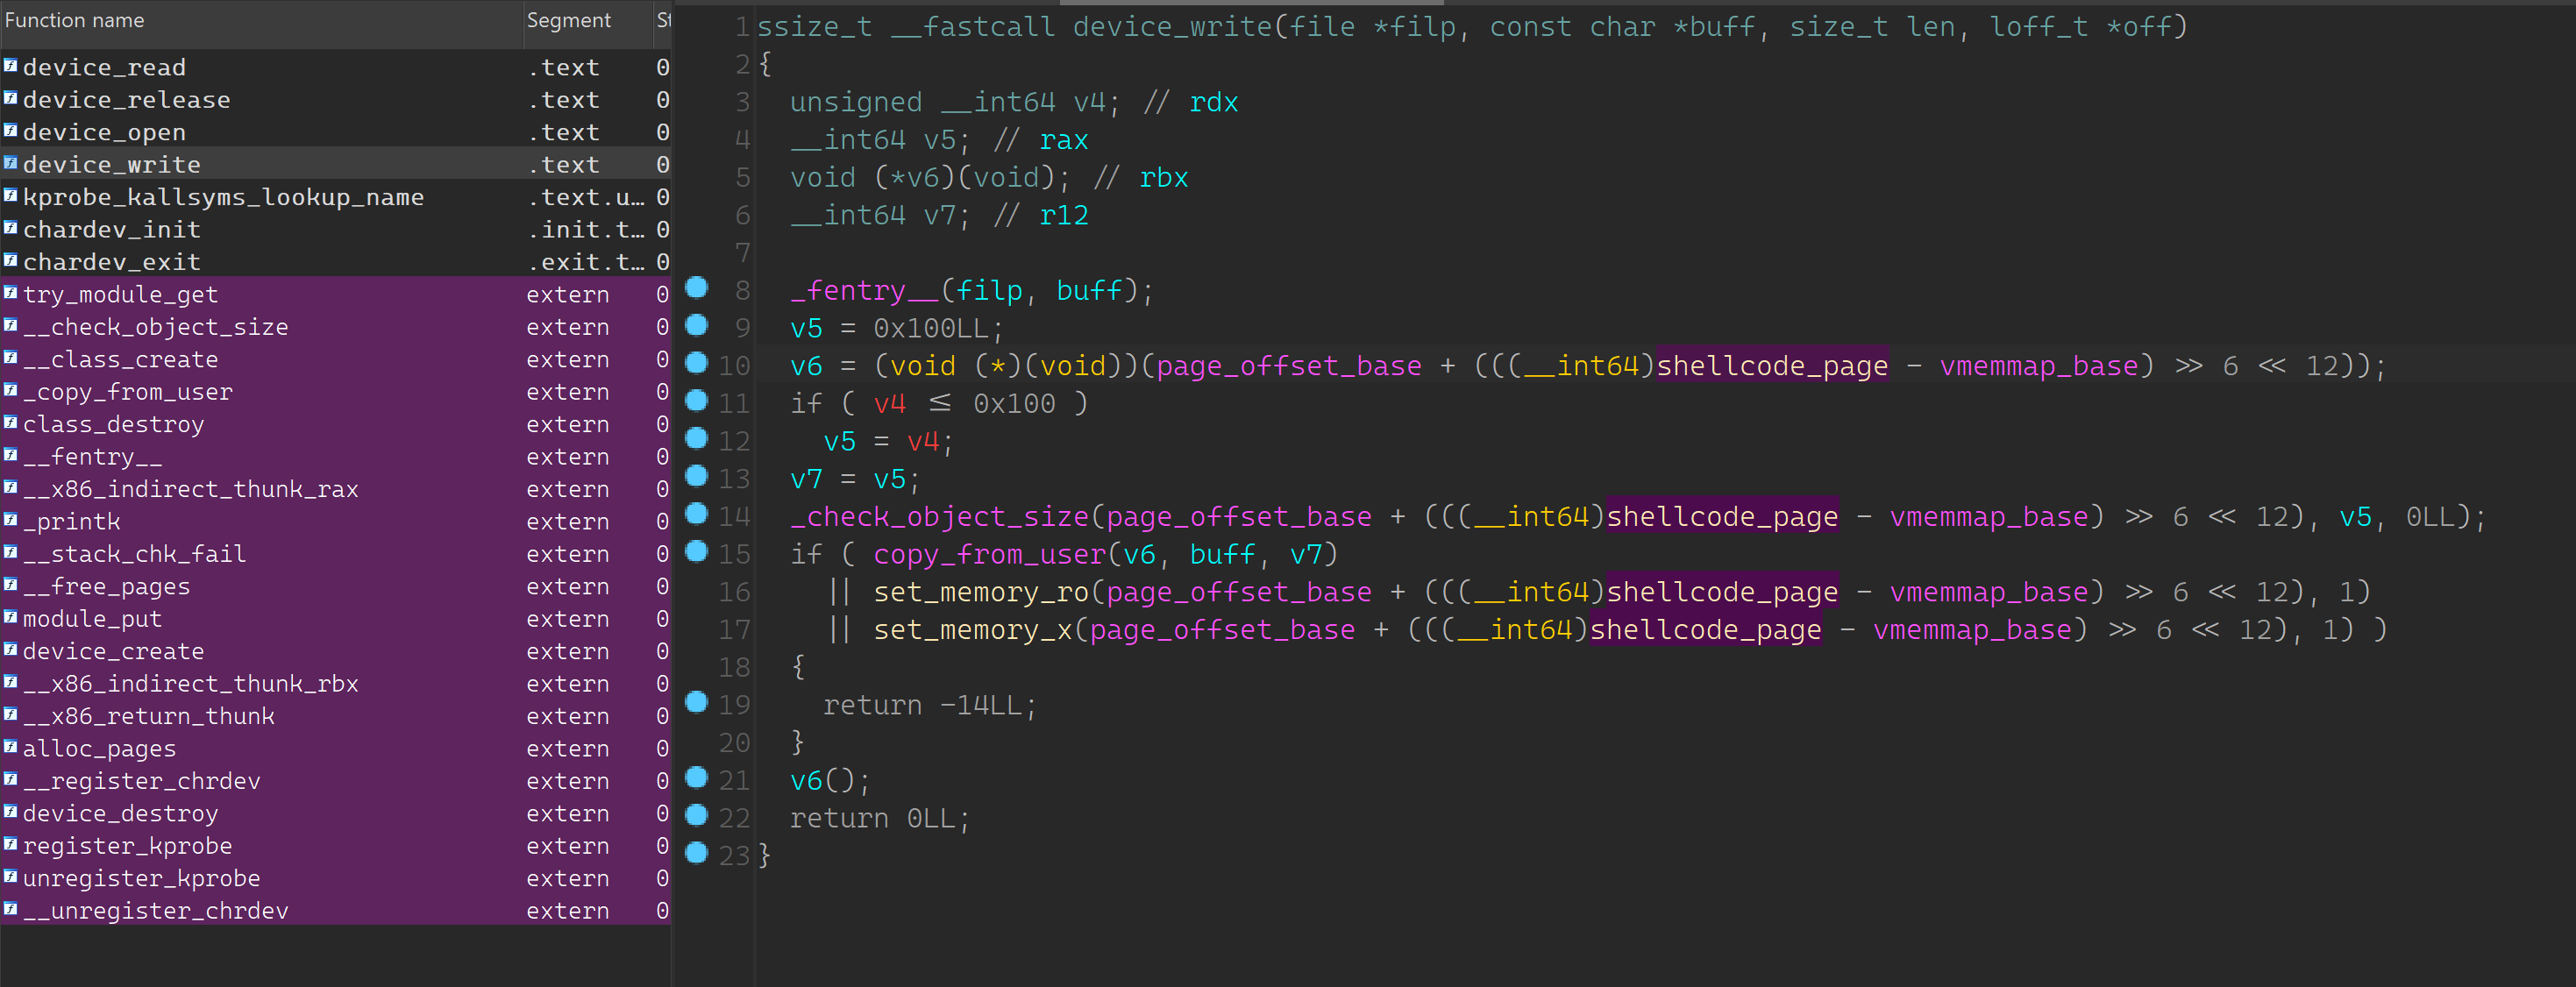 Function name Segment St
device_read .text 0
device_release .text 0
device_open .text 0
device_write .text 0
kprobe_kallsyms_lookup_name .text.u… 0
chardev_init .init.t… 0
chardev_exit .exit.t… 0
try_module_get extern 0
__check_object_size extern 0
__class_create extern 0
_copy_from_user extern 0
class_destroy extern 0
__fentry__ extern 0
__x86_indirect_thunk_rax extern 0
_printk extern 0
__stack_chk_fail extern 0
__free_pages extern 0
module_put extern 0
device_create extern 0
__x86_indirect_thunk_rbx extern 0
__x86_return_thunk extern 0
alloc_pages extern 0
__register_chrdev extern 0
device_destroy extern 0
register_kprobe extern 0
unregister_kprobe extern 0
__unregister_chrdev extern 0
1 ssize_t __fastcall device_write(file *filp, const char *buff, size_t len, loff_t *off)
2 {
3 unsigned __int64 v4; // rdx
4 __int64 v5; // rax
5 void (*v6)(void); // rbx
6 __int64 v7; // r12
7
8 _fentry__(filp, buff);
9 v5 = 0x100LL;
10 v6 = (void (*)(void))(page_offset_base + (((__int64)shellcode_page - vmemmap_base) >> 6 << 12));
11 if ( v4 <= 0x100 )
12 v5 = v4;
13 v7 = v5;
14 _check_object_size(page_offset_base + (((__int64)shellcode_page - vmemmap_base) >> 6 << 12), v5, 0LL);
15 if ( copy_from_user(v6, buff, v7)
16 || set_memory_ro(page_offset_base + (((__int64)shellcode_page - vmemmap_base) >> 6 << 12), 1)
17 || set_memory_x(page_offset_base + (((__int64)shellcode_page - vmemmap_base) >> 6 << 12), 1) )
18 {
19 return -14LL;
20 }
21 v6();
22 return 0LL;
23 }